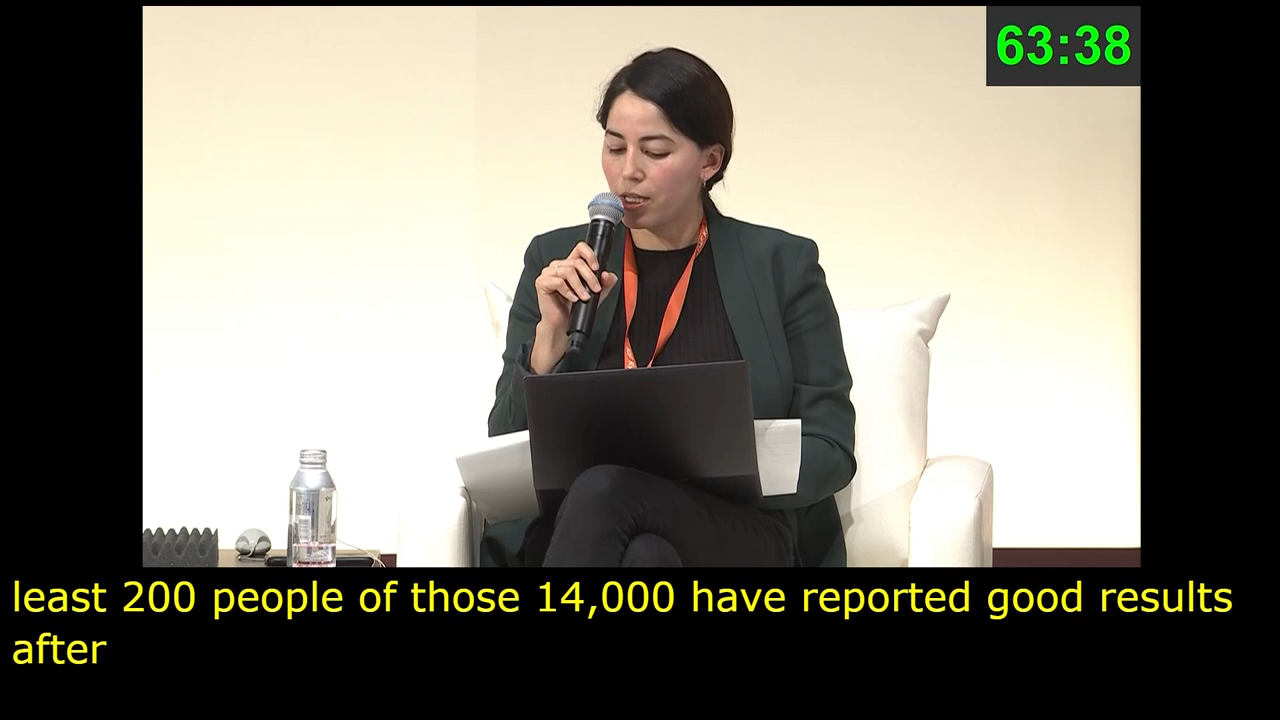 63:38
least 200 people of those 14,000 have reported good results
after